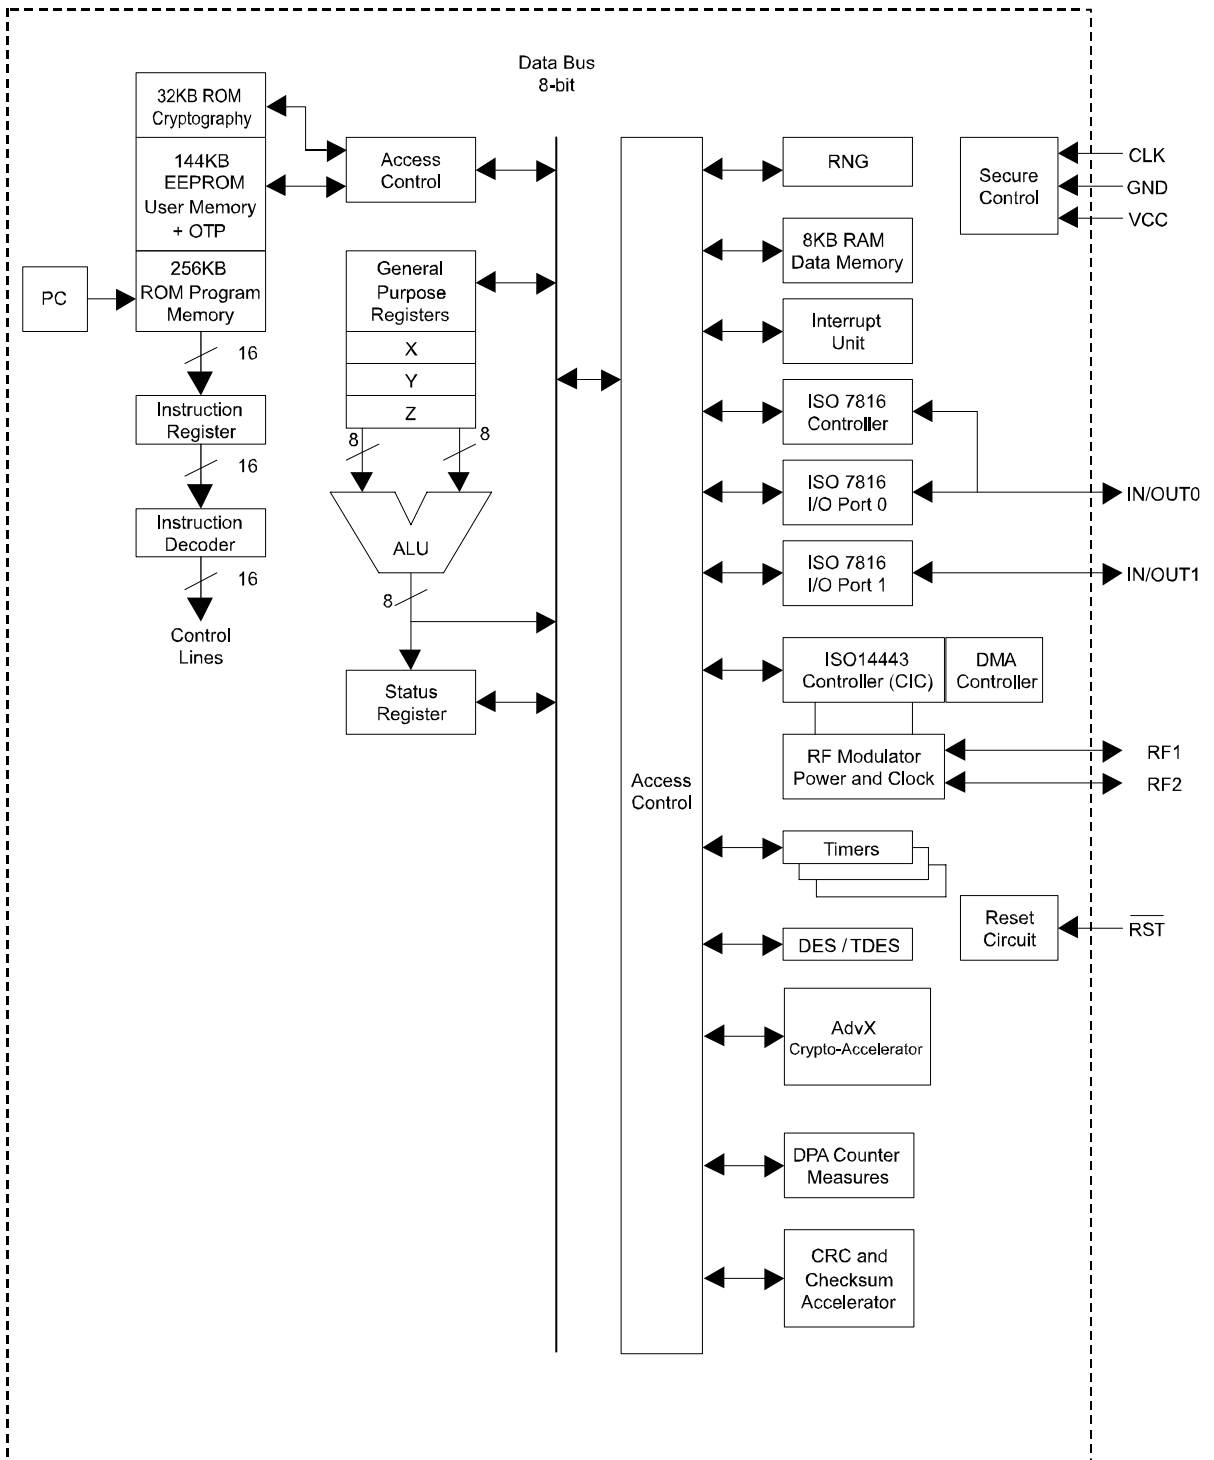 Data Bus
8-bit
32KB ROM
Cryptography
144KB
EEPROM
User Memory
+ OTP
256KB
ROM Program
Memory
PC
16
Instruction
Register
16
Instruction
Decoder
16
Control
Lines
Access
Control
General
Purpose
Registers
X
Y
Z
8
8
ALU
8
Status
Register
Access
Control
RNG
8KB RAM
Data Memory
Interrupt
Unit
ISO 7816
Controller
ISO 7816
I/O Port 0
ISO 7816
I/O Port 1
ISO14443
Controller (CIC)
DMA
Controller
RF Modulator
Power and Clock
Timers
DES / TDES
AdvX
Crypto-Accelerator
DPA Counter
Measures
CRC and
Checksum
Accelerator
Secure
Control
Reset
Circuit
CLK
GND
VCC
IN/OUT0
IN/OUT1
RF1
RF2
RST